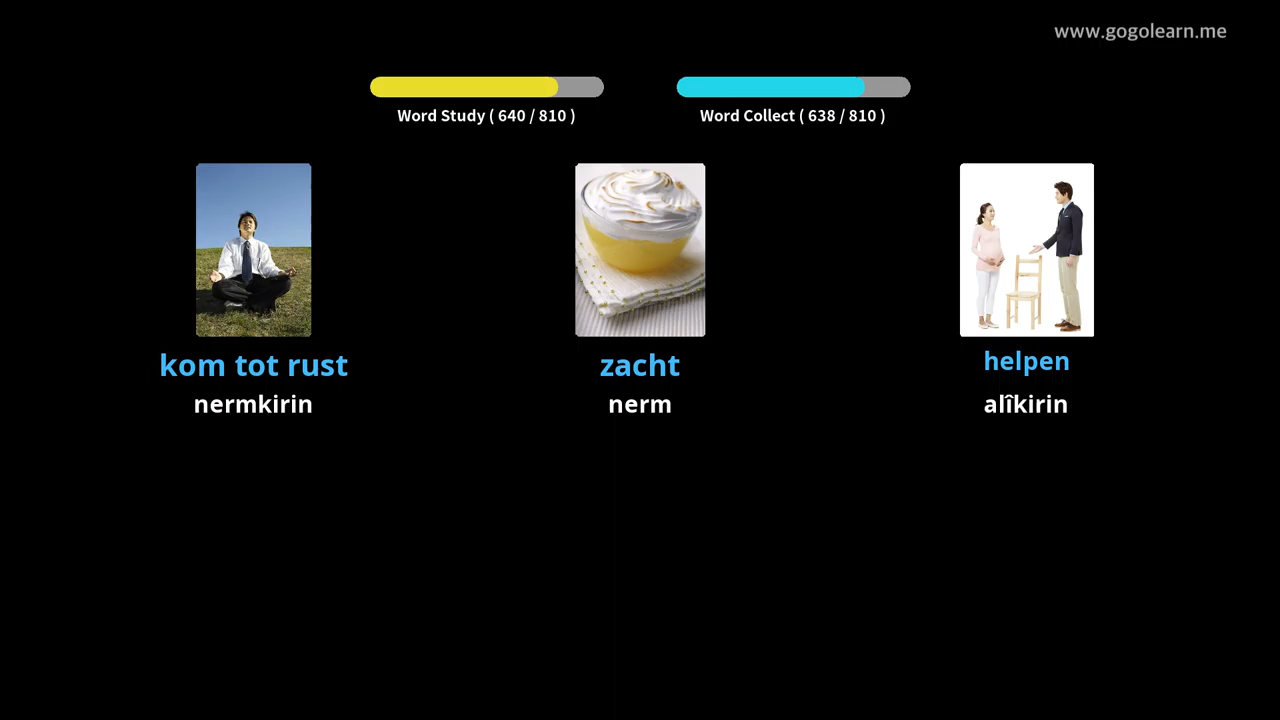 www.gogolearn.me
Word Study ( 640 / 810 )
Word Collect ( 638 / 810 )
kom tot rust
nermkirin
zacht
nerm
helpen
alîkirin